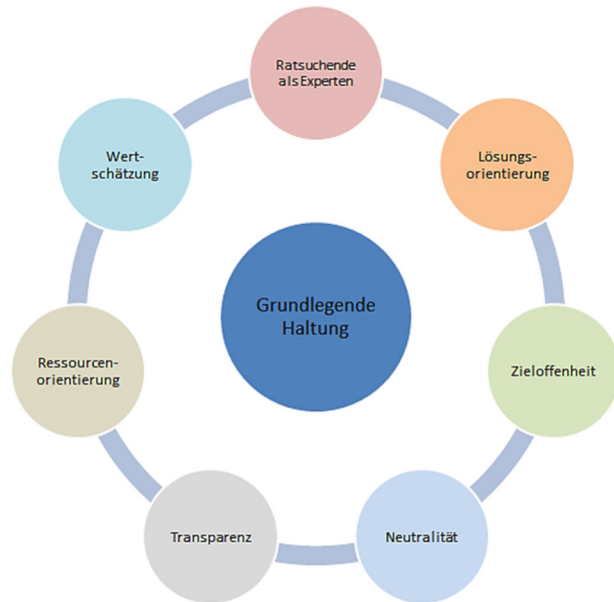 Ratsuchende
als Experten
Lösungs-
orientierung
Zieloffenheit
Neutralität
Transparenz
Ressourcen-
orientierung
Wert-
schätzung
Grundlegende
Haltung